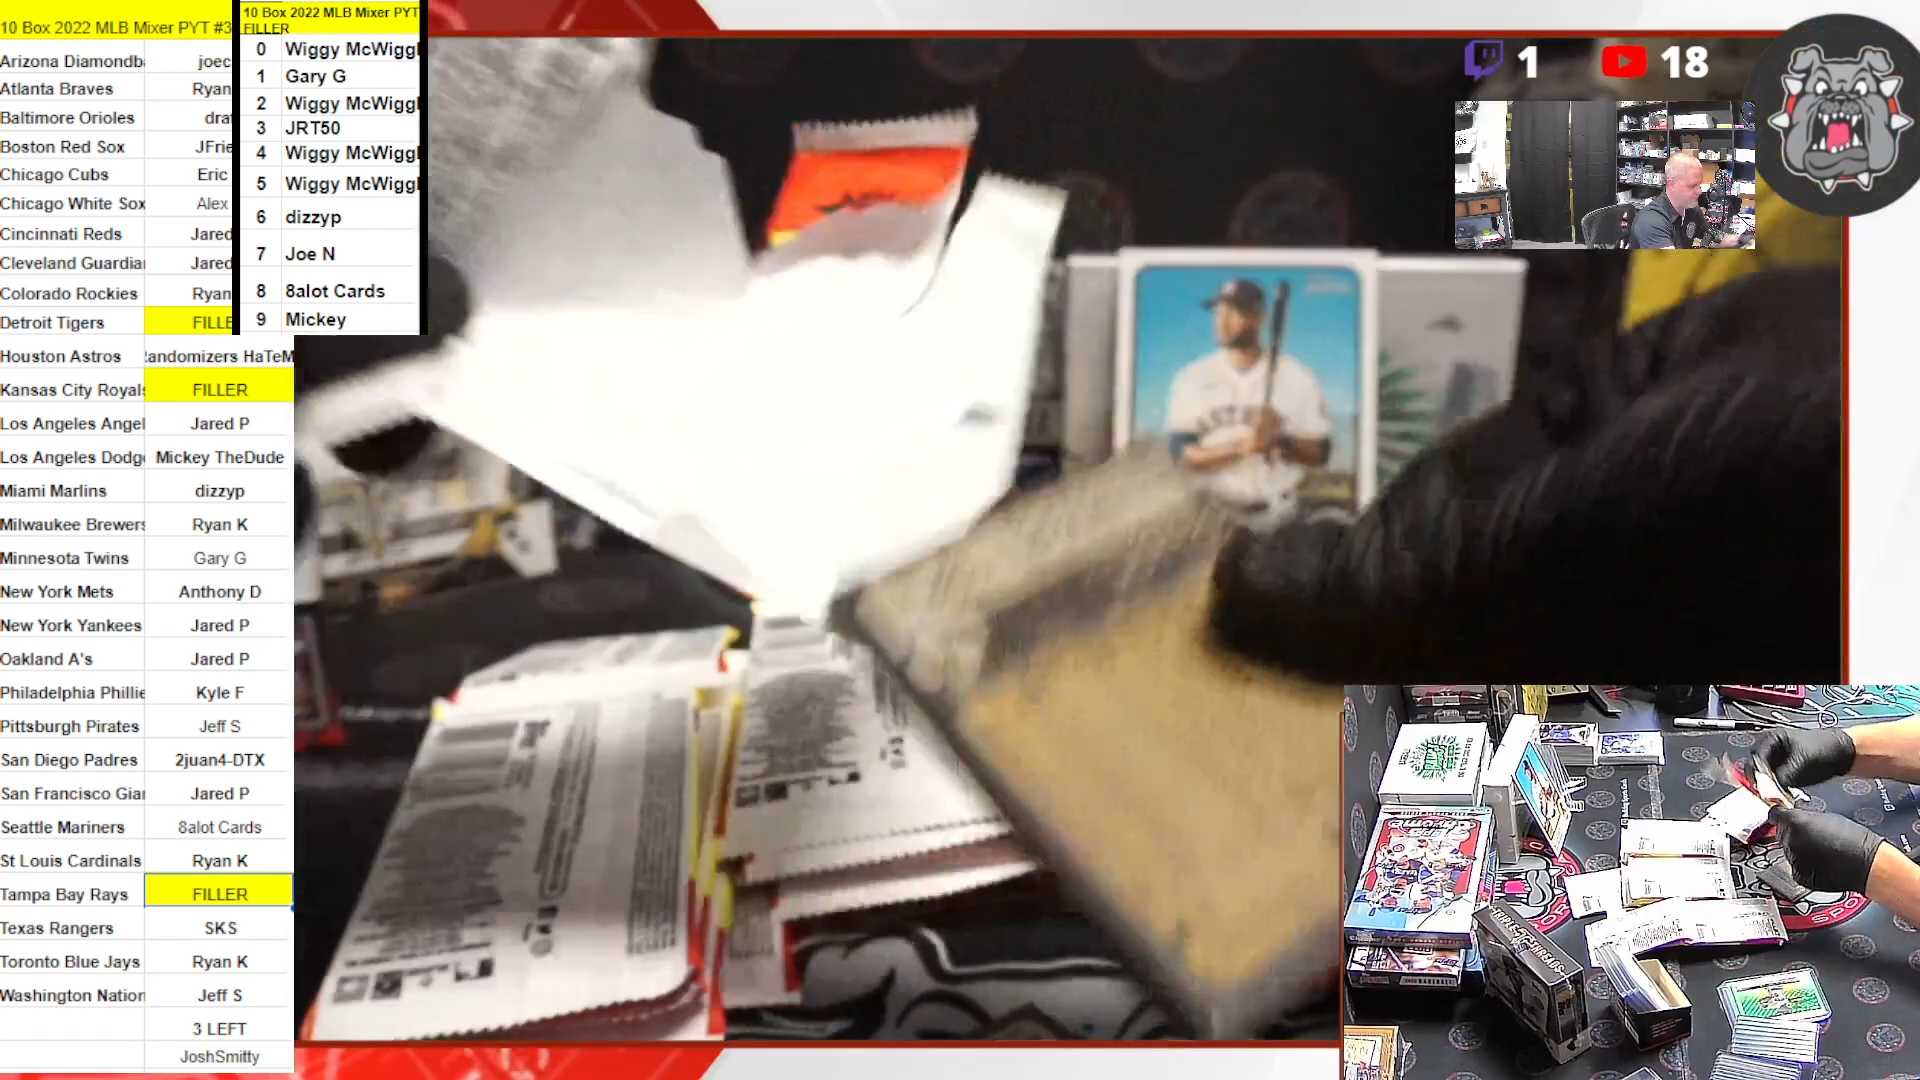 10 Box 2022 MLB Mixer PYT #3
Arizona Diamondb joec
Atlanta Braves Ryan
Baltimore Orioles dra
Boston Red Sox JFrie
Chicago Cubs Eric
Chicago White Sox Alex
Cincinnati Reds Jared
Cleveland Guardia Jared
Colorado Rockies Ryan
Detroit Tigers FILLE
Houston Astros andomizers HaTeM
Kansas City Royals FILLER
Los Angeles Angel Jared P
Los Angeles Dodg Mickey TheDude
Miami Marlins dizzyp
Milwaukee Brewers Ryan K
Minnesota Twins Gary G
New York Mets Anthony D
New York Yankees Jared P
Oakland A's Jared P
Philadelphia Phillie Kyle F
Pittsburgh Pirates Jeff S
San Diego Padres 2juan4-DTX
San Francisco Gia Jared P
Seattle Mariners 8alot Cards
St Louis Cardinals Ryan K
Tampa Bay Rays FILLER
Texas Rangers SKS
Toronto Blue Jays Ryan K
Washington Nation Jeff S
3 LEFT
JoshSmitty
10 Box 2022 MLB Mixer PYT
FILLER
0 Wiggy McWiggl
1 Gary G
2 Wiggy McWiggl
3 JRT50
4 Wiggy McWiggl
5 Wiggy McWiggl
6 dizzyp
7 Joe N
8 8alot Cards
9 Mickey
1 18